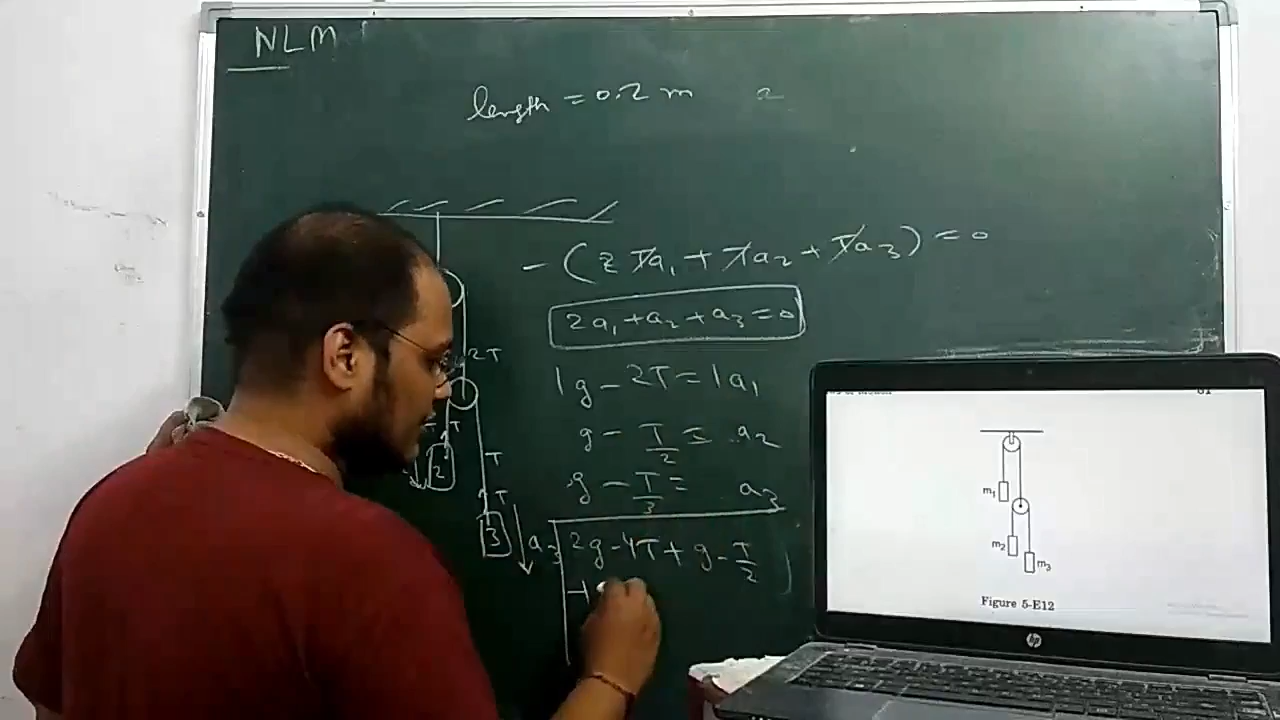 NLM
length = 0.2 m
- (2Ta₁ + Ta₂ + Ta₃) = 0
2a₁ + a₂ + a₃ = 0
1g - 2T = 1a₁
g - T/2 = a₂
g - T/3 = a₃
2g - 4T + g - T/2
+
2T
T
T
2
T
T
3
a₃
61
m₁
m₂
m₃
Figure 5-E12
hp